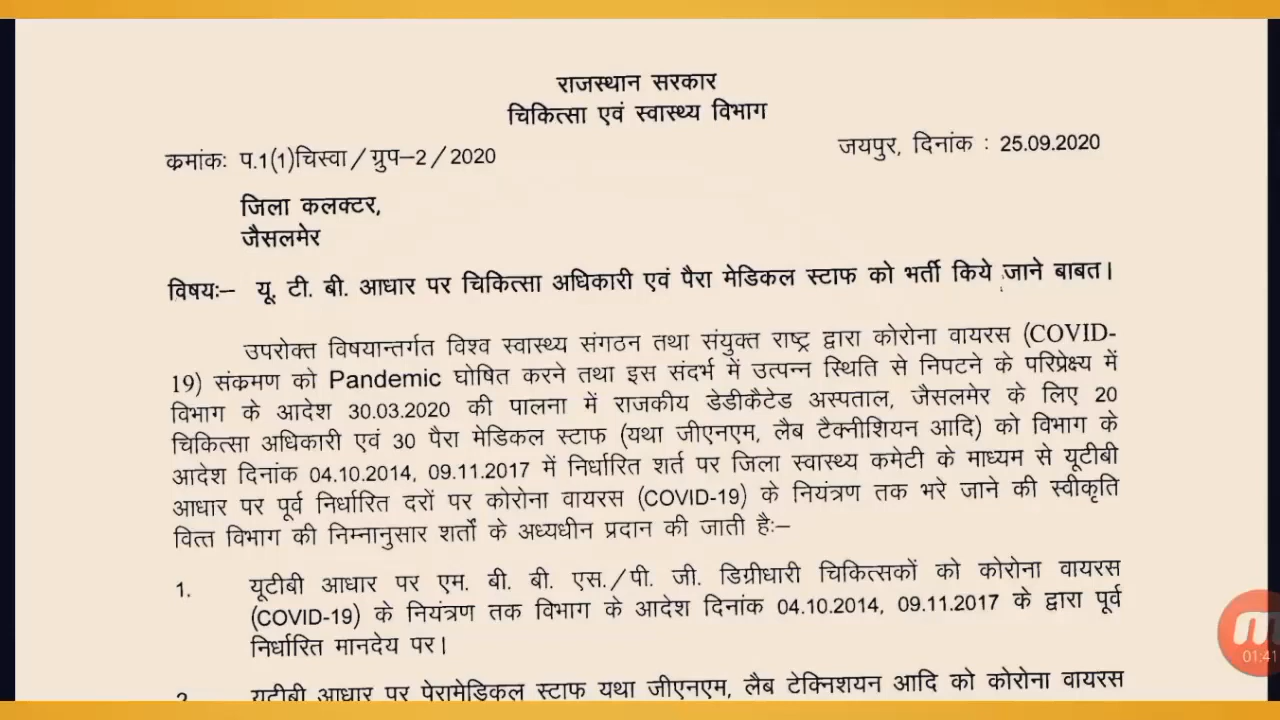 राजस्थान सरकार
चिकित्सा एवं स्वास्थ्य विभाग
क्रमांकः प.1(1)चिस्वा/ग्रुप–2/2020
जयपुर, दिनांक : 25.09.2020
जिला कलक्टर,
जैसलमेर
विषयः– यू. टी. बी. आधार पर चिकित्सा अधिकारी एवं पैरा मेडिकल स्टाफ को भर्ती किये जाने बाबत।
उपरोक्त विषयान्तर्गत विश्व स्वास्थ्य संगठन तथा संयुक्त राष्ट्र द्वारा कोरोना वायरस (COVID-
19) संक्रमण को Pandemic घोषित करने तथा इस संदर्भ में उत्पन्न स्थिति से निपटने के परिप्रेक्ष्य में
विभाग के आदेश 30.03.2020 की पालना में राजकीय डेडीकैटेड अस्पताल, जैसलमेर के लिए 20
चिकित्सा अधिकारी एवं 30 पैरा मेडिकल स्टाफ (यथा जीएनएम, लैब टैक्नीशियन आदि) को विभाग के
आदेश दिनांक 04.10.2014, 09.11.2017 में निर्धारित शर्त पर जिला स्वास्थ्य कमेटी के माध्यम से यूटीबी
आधार पर पूर्व निर्धारित दरों पर कोरोना वायरस (COVID-19) के नियंत्रण तक भरे जाने की स्वीकृति
वित्त विभाग की निम्नानुसार शर्तों के अध्यधीन प्रदान की जाती हैः–
1. यूटीबी आधार पर एम. बी. बी. एस./पी. जी. डिग्रीधारी चिकित्सकों को कोरोना वायरस
(COVID-19) के नियंत्रण तक विभाग के आदेश दिनांक 04.10.2014, 09.11.2017 के द्वारा पूर्व
निर्धारित मानदेय पर।
2. यूटीबी आधार पर पेरामेडिकल स्टाफ यथा जीएनएम, लैब टेक्निशयन आदि को कोरोना वायरस
01:41